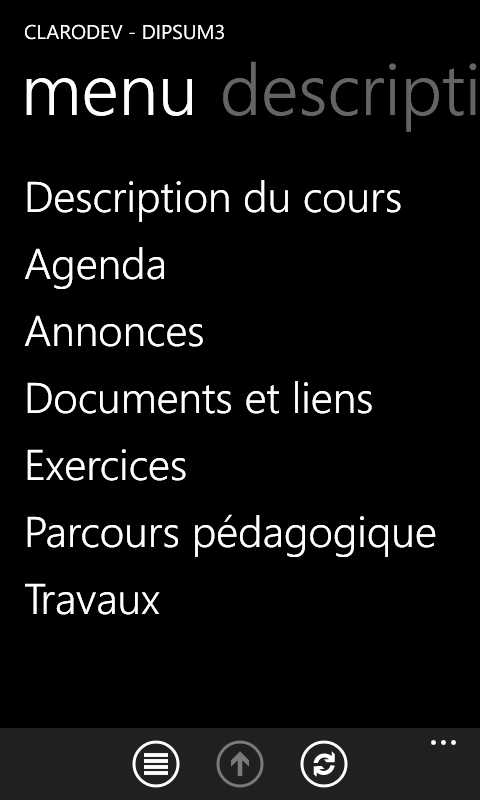 CLARODEV - DIPSUM3
menu descripti
Description du cours
Agenda
Annonces
Documents et liens
Exercices
Parcours pédagogique
Travaux